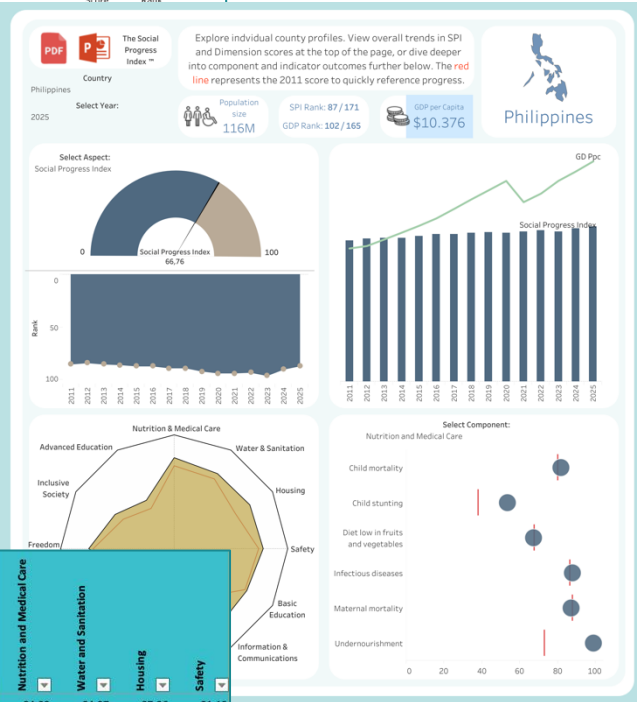 Rank
PDF
P
The Social
Progress
Index ™
Country
Philippines
Select Year:
2025
Explore indvidual county profiles. View overall trends in SPI
and Dimension scores at the top of the page, or dive deeper
into component and indicator outcomes further below. The red
line represents the 2011 score to quickly reference progress.
Population
size
116M
SPI Rank: 87/171
GDP Rank: 102/165
GDP per Capita
$10.376
Philippines
Select Aspect:
Social Progress Index
0
Social Progress Index
66,76
100
0
50
100
Rank
2011
2012
2013
2014
2015
2016
2017
2018
2019
2020
2021
2022
2023
2024
2025
GD Ppc
Social Progress Index
2011
2012
2013
2014
2015
2016
2017
2018
2019
2020
2021
2022
2023
2024
2025
Nutrition & Medical Care
Advanced Education
Water & Sanitation
Inclusive
Society
Housing
Freedom
Safety
Basic
Education
Information &
Communications
Select Component:
Nutrition and Medical Care
Child mortality
Child stunting
Diet low in fruits
and vegetables
Infectious diseases
Maternal mortality
Undernourishment
0 20 40 60 80 100
Nutrition and Medical Care
Water and Sanitation
Housing
Safety